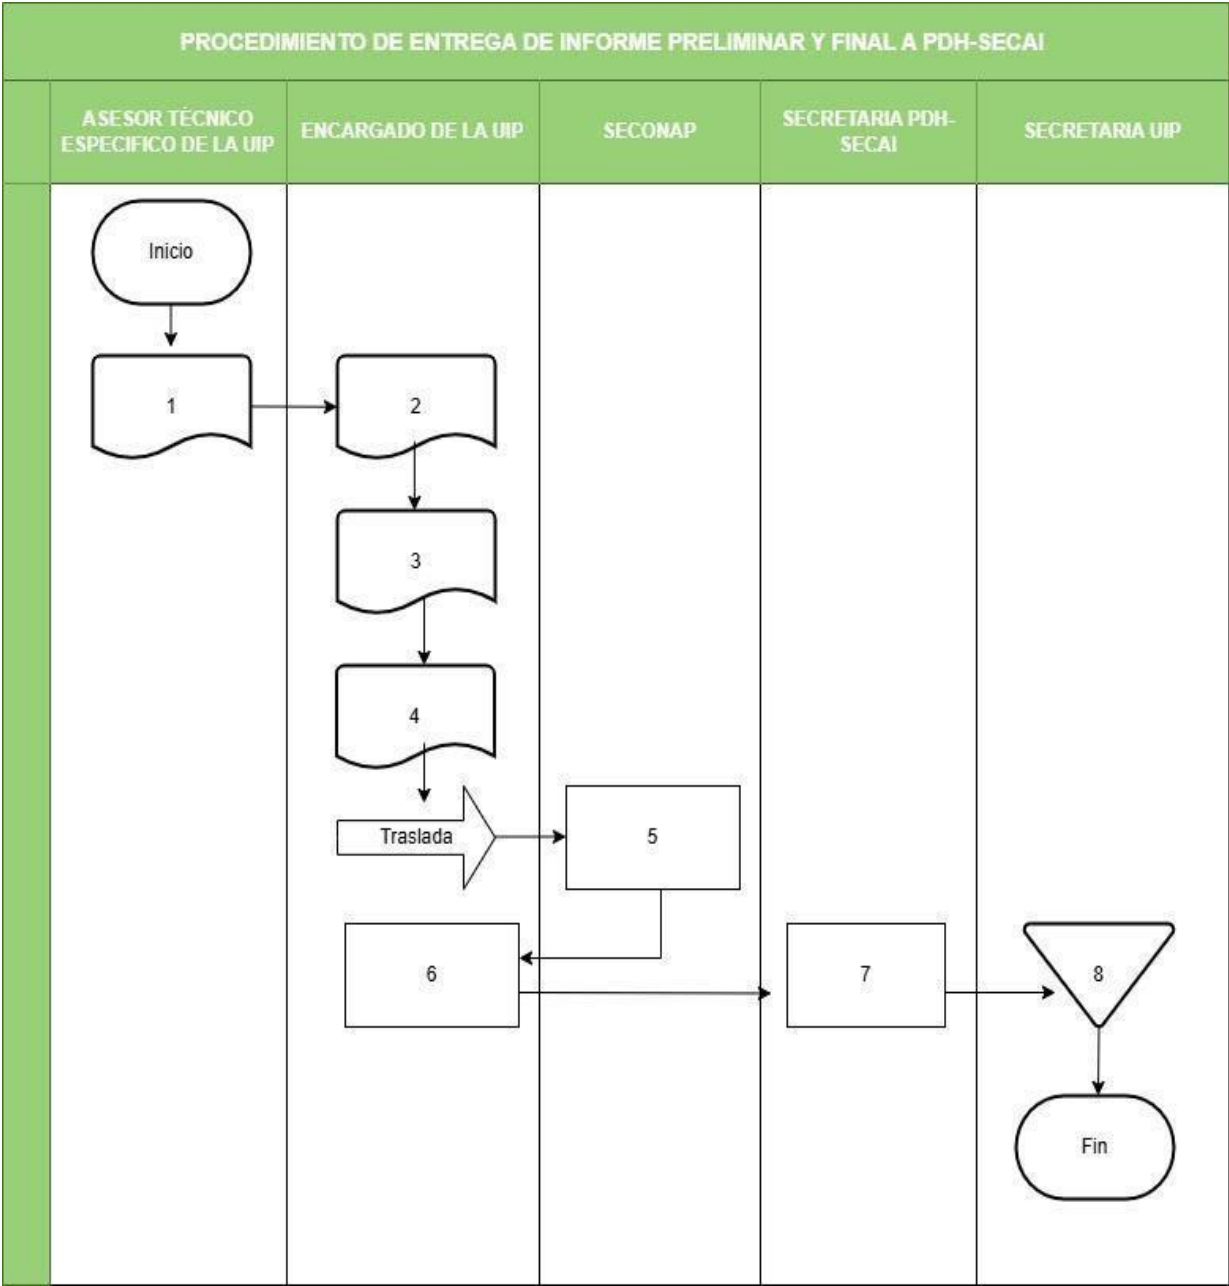 PROCEDIMIENTO DE ENTREGA DE INFORME PRELIMINAR Y FINAL A PDH-SECAI
ASESOR TÉCNICO
ESPECIFICO DE LA UIP
ENCARGADO DE LA UIP
SECONAP
SECRETARIA PDH-
SECAI
SECRETARIA UIP
Inicio
1
2
3
4
Traslada
5
6
7
8
Fin